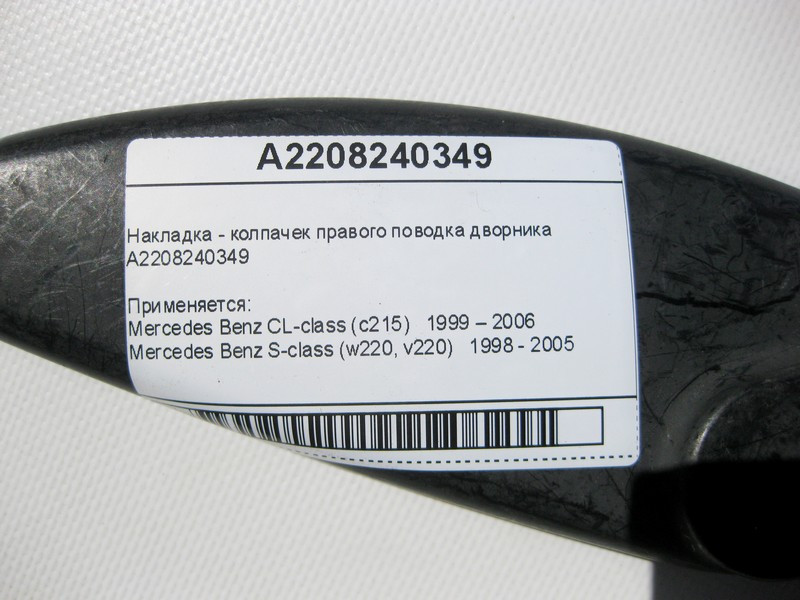 A2208240349
Накладка - колпачек правого поводка дворника
A2208240349
Применяется:
Mercedes Benz CL-class (c215) 1999 – 2006
Mercedes Benz S-class (w220, v220) 1998 - 2005